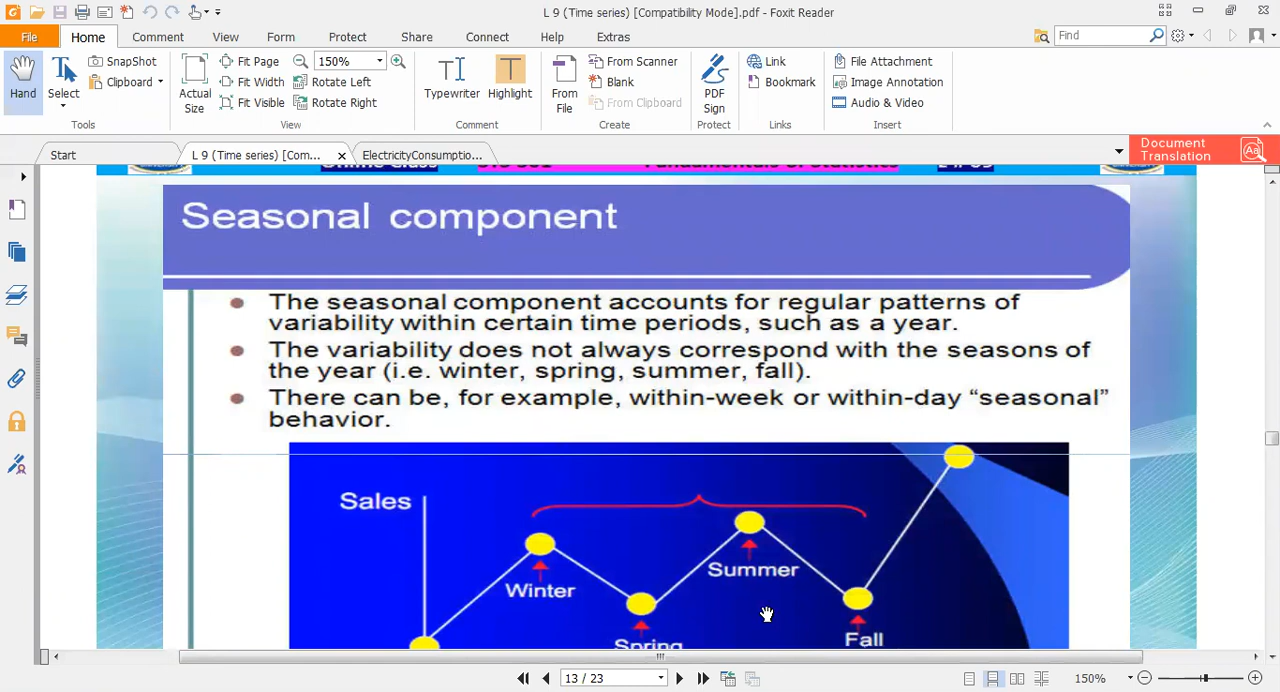 L 9 (Time series) [Compatibility Mode].pdf - Foxit Reader
File Home Comment View Form Protect Share Connect Help Extras
Find
Hand
Select
SnapShot
Clipboard
Tools
Actual
Size
Fit Page
Fit Width
Fit Visible
150%
Rotate Left
Rotate Right
View
Typewriter
Highlight
Comment
From
File
From Scanner
Blank
From Clipboard
Create
PDF
Sign
Protect
Link
Bookmark
Links
File Attachment
Image Annotation
Audio & Video
Insert
Start
L 9 (Time series) [Com...
ElectricityConsumptio...
Document
Translation
Seasonal component
The seasonal component accounts for regular patterns of
variability within certain time periods, such as a year.
The variability does not always correspond with the seasons of
the year (i.e. winter, spring, summer, fall).
There can be, for example, within-week or within-day “seasonal”
behavior.
Sales
Winter
Spring
Summer
Fall
13 / 23
150%